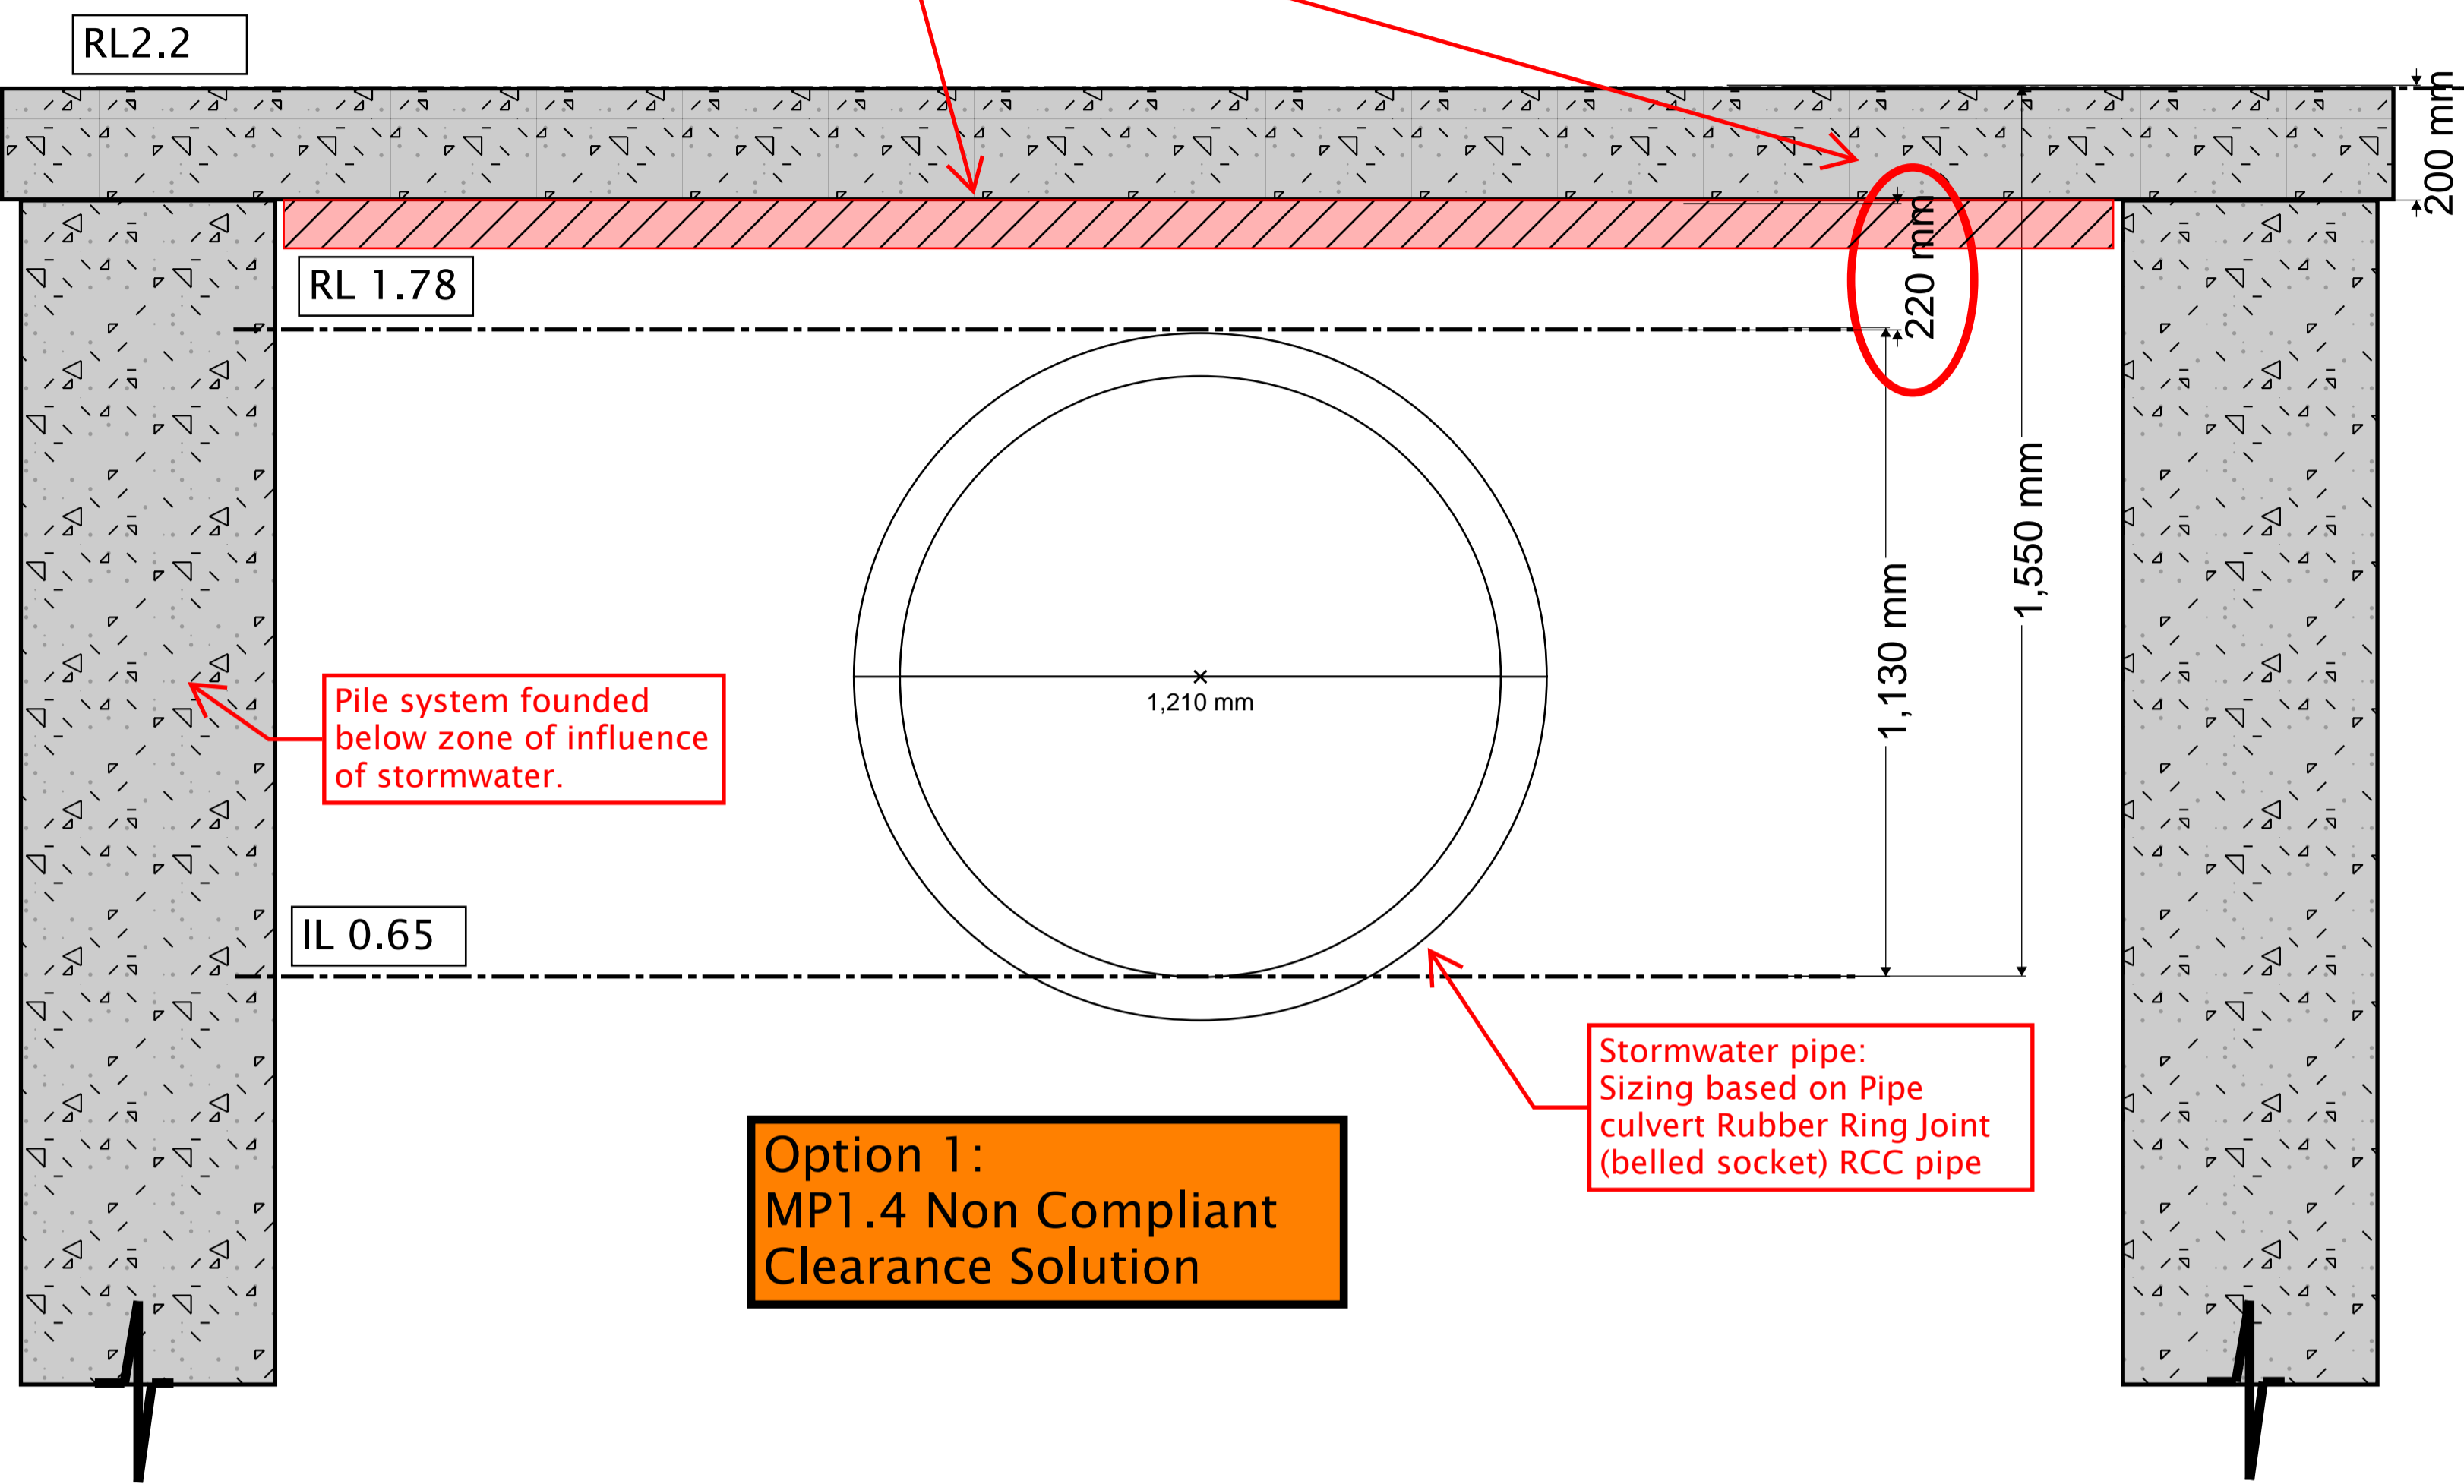 RL2.2
200 mm
220 mm
RL 1.78
1,550 mm
1,130 mm
Pile system founded
below zone of influence
of stormwater.
1,210 mm
IL 0.65
Stormwater pipe:
Sizing based on Pipe
culvert Rubber Ring Joint
(belled socket) RCC pipe
Option 1:
MP1.4 Non Compliant
Clearance Solution